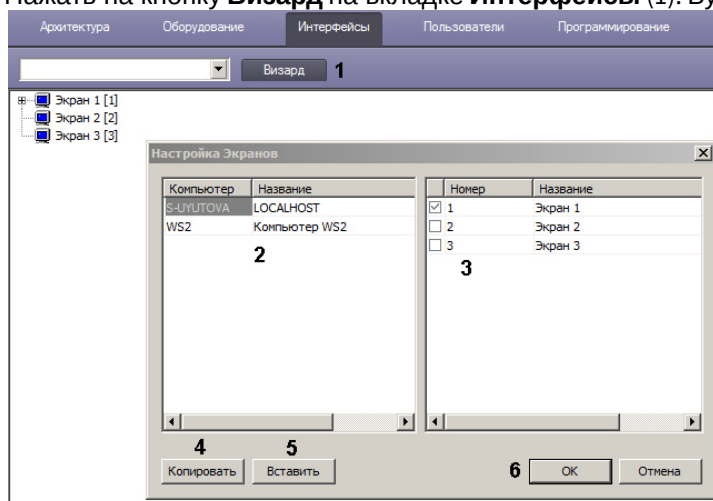 Нажать на кнопку Визард на вкладке Интерфейсы (1). Бу
Архитектура Оборудование Интерфейсы Пользователи Программирование
Визард 1
Экран 1 [1]
Экран 2 [2]
Экран 3 [3]
Настройка Экранов
Компьютер Название Номер Название
S-UYUTOVA LOCALHOST 1 Экран 1
WS2 Компьютер WS2 2 Экран 2
3 Экран 3
2 3
4 5
Копировать Вставить 6 OK Отмена